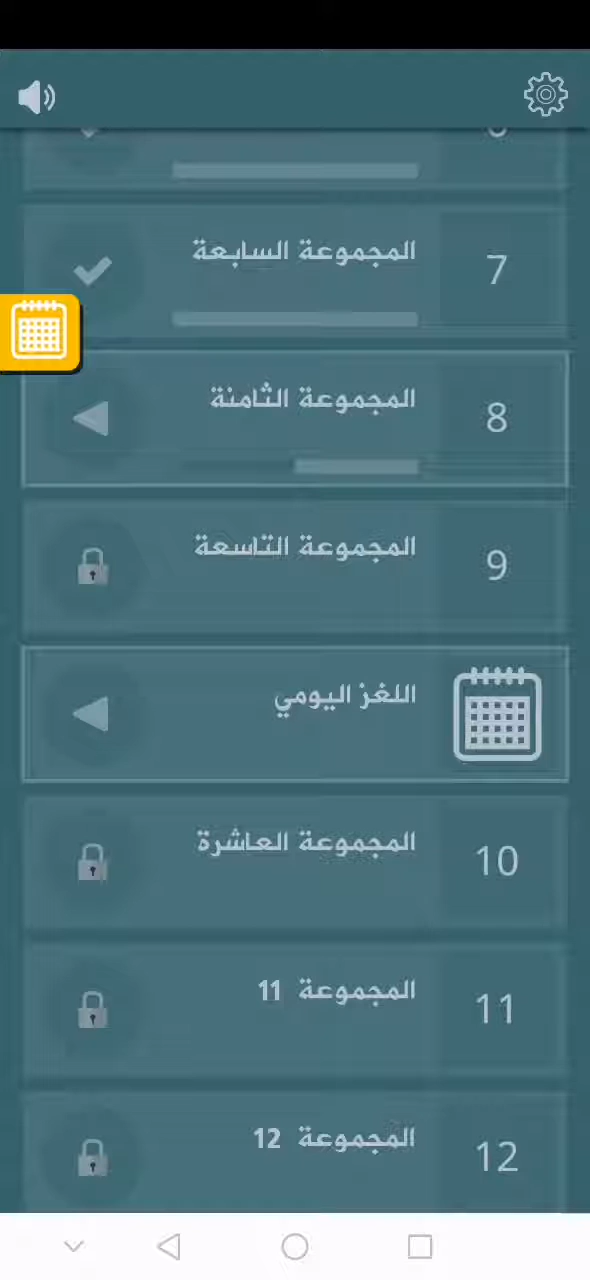 7 المجموعة السابعة
8 المجموعة الثامنة
9 المجموعة التاسعة
اللغز اليومي
10 المجموعة العاشرة
11 المجموعة 11
12 المجموعة 12